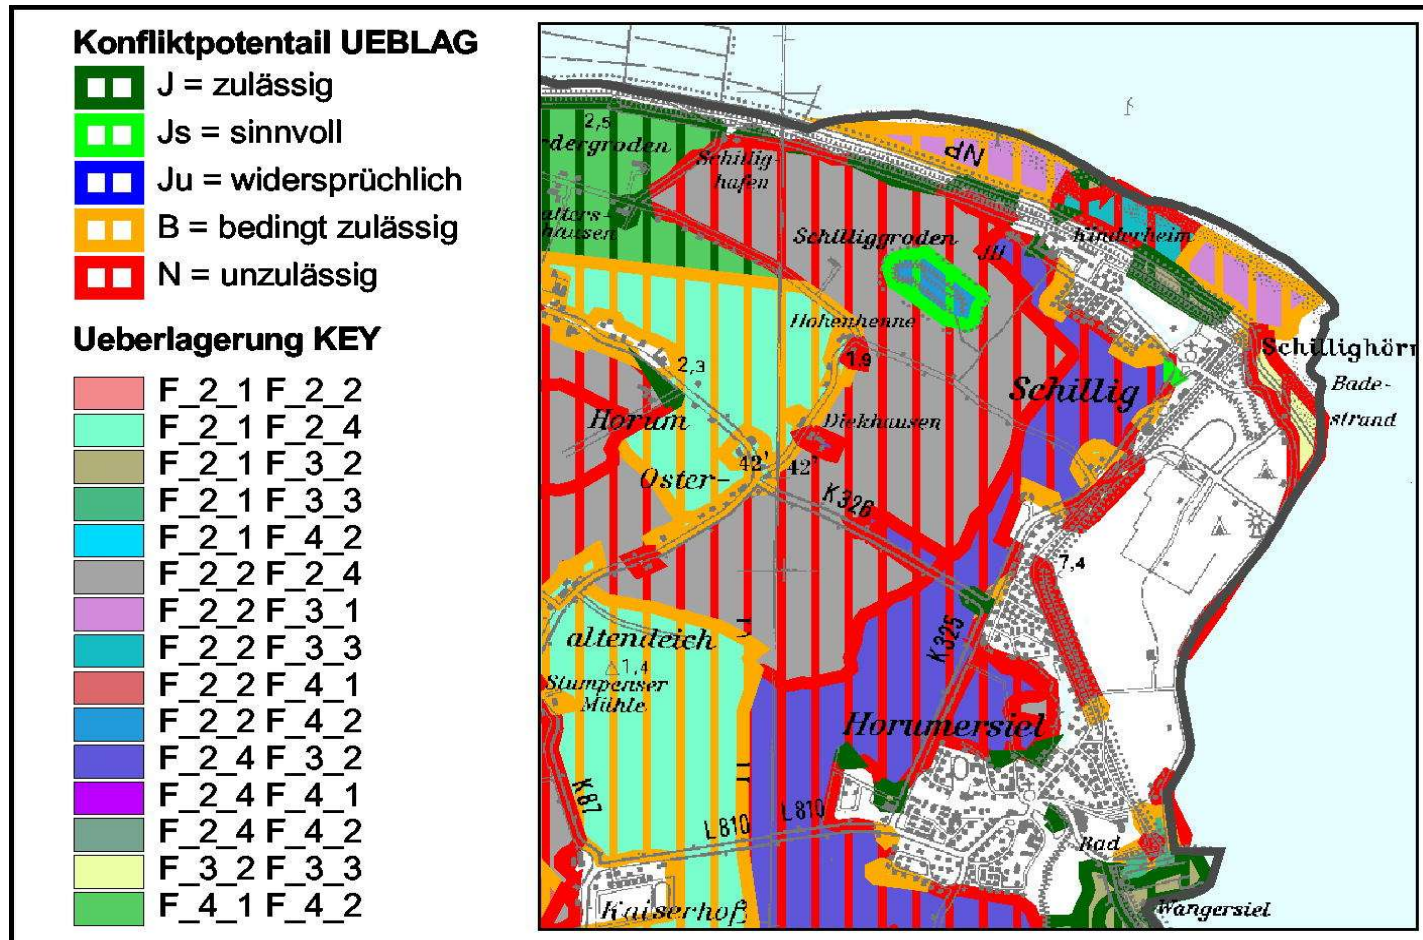 Konfliktpotentail UEBLAG
J = zulässig
Js = sinnvoll
Ju = widersprüchlich
B = bedingt zulässig
N = unzulässig
Ueberlagerung KEY
F_2_1 F_2_2
F_2_1 F_2_4
F_2_1 F_3_2
F_2_1 F_3_3
F_2_1 F_4_2
F_2_2 F_2_4
F_2_2 F_3_1
F_2_2 F_3_3
F_2_2 F_4_1
F_2_2 F_4_2
F_2_4 F_3_2
F_2_4 F_4_1
F_2_4 F_4_2
F_3_2 F_3_3
F_4_1 F_4_2
2,5
dergroden
Schillig-
hafen
NP
alters-
hausen
Schilliggroden
JH
Kinderheim
Hohenhenne
1,9
2,3
Schillighörn
Bade-
strand
Schillig
Horum
Diekhausen
42'
42'
Oster-
K326
7,4
altendeich
1,4
Stumpenser
Mühle
K325
Horumersiel
K87
L810
L810
Bad
Kaiserhof
Wangersiel